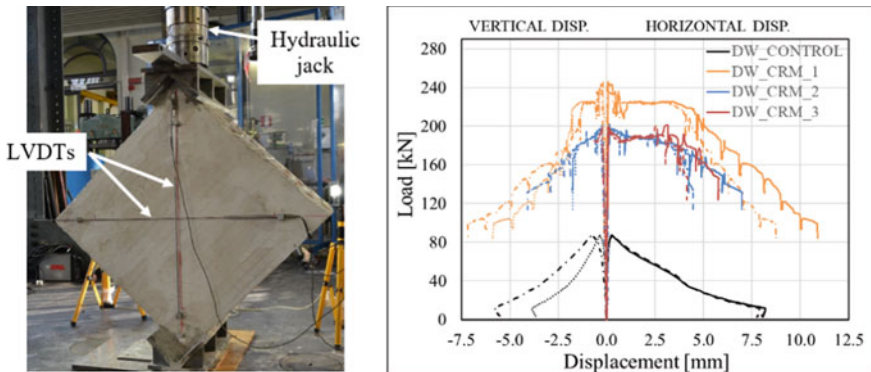 Hydraulic
jack
LVDTs
VERTICAL DISP. HORIZONTAL DISP.
280
240
200
160
120
80
40
0
Load [kN]
DW_CONTROL
DW_CRM_1
DW_CRM_2
DW_CRM_3
-7.5 -5.0 -2.5 0.0 2.5 5.0 7.5 10.0 12.5
Displacement [mm]